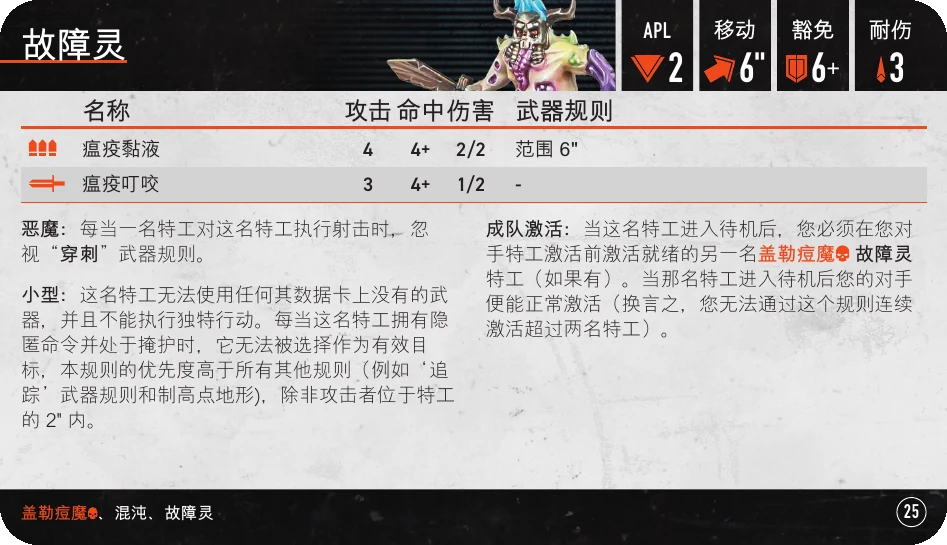 故障灵
APL 移动 豁免 耐伤
2 6" 6+ 3
名称 攻击 命中 伤害 武器规则
瘟疫黏液 4 4+ 2/2 范围 6"
瘟疫叮咬 3 4+ 1/2 -
恶魔：每当一名特工对这名特工执行射击时，忽
视“穿刺”武器规则。
小型：这名特工无法使用任何其数据卡上没有的武
器，并且不能执行独特行动。每当这名特工拥有隐
匿命令并处于掩护时，它无法被选择作为有效目
标，本规则的优先度高于所有其他规则（例如‘追
踪’武器规则和制高点地形)，除非攻击者位于特工
的 2" 内。
成队激活：当这名特工进入待机后，您必须在您对
手特工激活前激活就绪的另一名盖勒痘魔 故障灵
特工（如果有）。当那名特工进入待机后您的对手
便能正常激活（换言之，您无法通过这个规则连续
激活超过两名特工）。
盖勒痘魔、混沌、故障灵
25